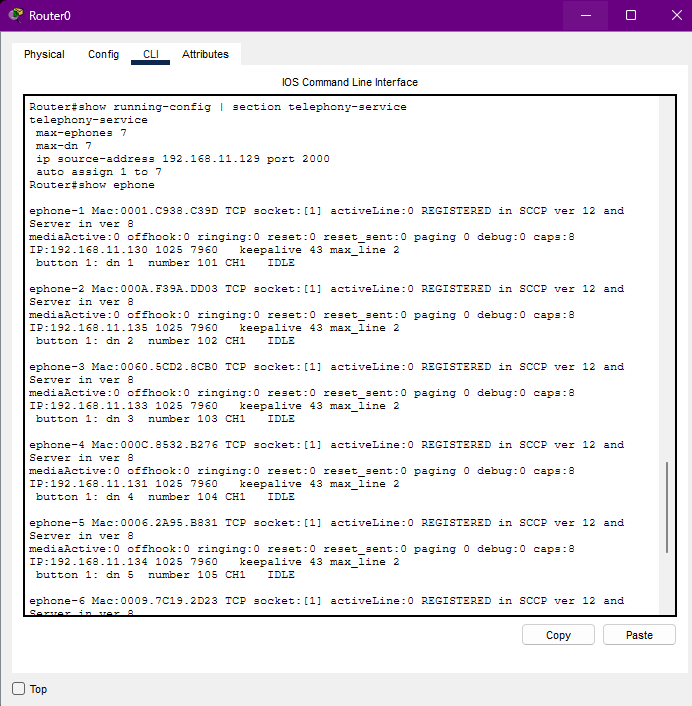 Router0
Physical Config CLI Attributes
IOS Command Line Interface
Router#show running-config | section telephony-service
telephony-service
max-ephones 7
max-dn 7
ip source-address 192.168.11.129 port 2000
auto assign 1 to 7
Router#show ephone
ephone-1 Mac:0001.C938.C39D TCP socket:[1] activeLine:0 REGISTERED in SCCP ver 12 and
Server in ver 8
mediaActive:0 offhook:0 ringing:0 reset:0 reset_sent:0 paging 0 debug:0 caps:8
IP:192.168.11.130 1025 7960 keepalive 43 max_line 2
button 1: dn 1 number 101 CH1 IDLE
ephone-2 Mac:000A.F39A.DD03 TCP socket:[1] activeLine:0 REGISTERED in SCCP ver 12 and
Server in ver 8
mediaActive:0 offhook:0 ringing:0 reset:0 reset_sent:0 paging 0 debug:0 caps:8
IP:192.168.11.135 1025 7960 keepalive 43 max_line 2
button 1: dn 2 number 102 CH1 IDLE
ephone-3 Mac:0060.5CD2.8CB0 TCP socket:[1] activeLine:0 REGISTERED in SCCP ver 12 and
Server in ver 8
mediaActive:0 offhook:0 ringing:0 reset:0 reset_sent:0 paging 0 debug:0 caps:8
IP:192.168.11.133 1025 7960 keepalive 43 max_line 2
button 1: dn 3 number 103 CH1 IDLE
ephone-4 Mac:000C.8532.B276 TCP socket:[1] activeLine:0 REGISTERED in SCCP ver 12 and
Server in ver 8
mediaActive:0 offhook:0 ringing:0 reset:0 reset_sent:0 paging 0 debug:0 caps:8
IP:192.168.11.131 1025 7960 keepalive 43 max_line 2
button 1: dn 4 number 104 CH1 IDLE
ephone-5 Mac:0006.2A95.B831 TCP socket:[1] activeLine:0 REGISTERED in SCCP ver 12 and
Server in ver 8
mediaActive:0 offhook:0 ringing:0 reset:0 reset_sent:0 paging 0 debug:0 caps:8
IP:192.168.11.134 1025 7960 keepalive 43 max_line 2
button 1: dn 5 number 105 CH1 IDLE
ephone-6 Mac:0009.7C19.2D23 TCP socket:[1] activeLine:0 REGISTERED in SCCP ver 12 and
Server in ver 8
Copy Paste
Top